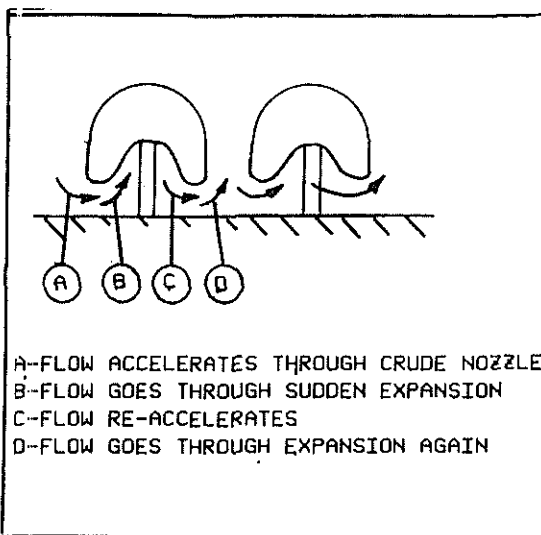 A
B
C
D
A-FLOW ACCELERATES THROUGH CRUDE NOZZLE
B-FLOW GOES THROUGH SUDDEN EXPANSION
C-FLOW RE-ACCELERATES
D-FLOW GOES THROUGH EXPANSION AGAIN